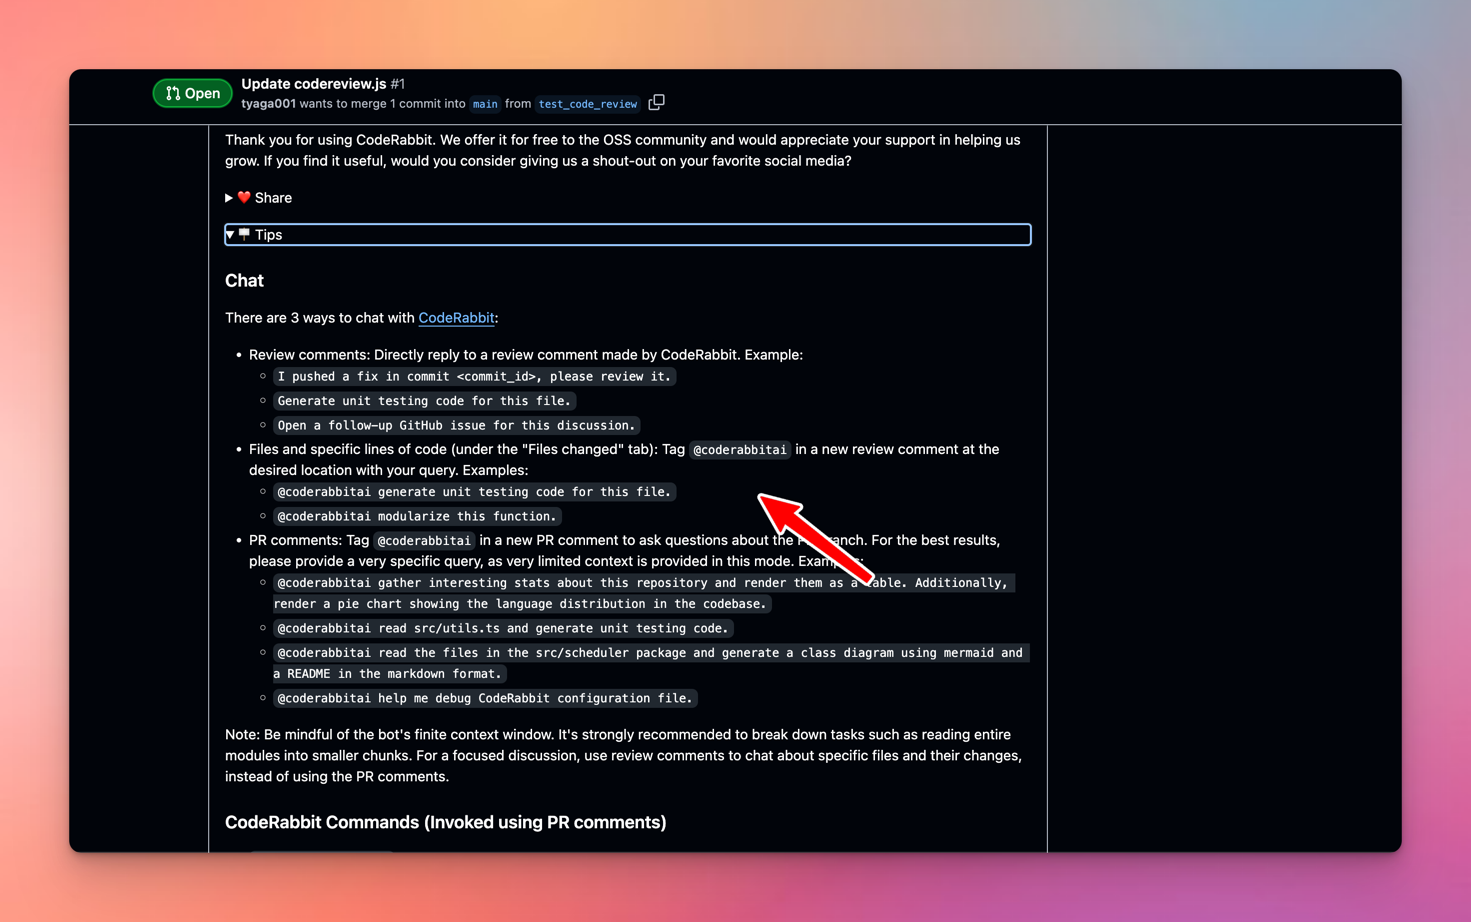 Open
Update codereview.js #1
tyaga001 wants to merge 1 commit into main from test_code_review
Thank you for using CodeRabbit. We offer it for free to the OSS community and would appreciate your support in helping us
grow. If you find it useful, would you consider giving us a shout-out on your favorite social media?
Share
Tips
Chat
There are 3 ways to chat with CodeRabbit:
Review comments: Directly reply to a review comment made by CodeRabbit. Example:
I pushed a fix in commit <commit_id>, please review it.
Generate unit testing code for this file.
Open a follow-up GitHub issue for this discussion.
Files and specific lines of code (under the "Files changed" tab): Tag @coderabbitai in a new review comment at the
desired location with your query. Examples:
@coderabbitai generate unit testing code for this file.
@coderabbitai modularize this function.
PR comments: Tag @coderabbitai in a new PR comment to ask questions about the branch. For the best results,
please provide a very specific query, as very limited context is provided in this mode. Examples:
@coderabbitai gather interesting stats about this repository and render them as a table. Additionally,
render a pie chart showing the language distribution in the codebase.
@coderabbitai read src/utils.ts and generate unit testing code.
@coderabbitai read the files in the src/scheduler package and generate a class diagram using mermaid and
a README in the markdown format.
@coderabbitai help me debug CodeRabbit configuration file.
Note: Be mindful of the bot's finite context window. It's strongly recommended to break down tasks such as reading entire
modules into smaller chunks. For a focused discussion, use review comments to chat about specific files and their changes,
instead of using the PR comments.
CodeRabbit Commands (Invoked using PR comments)